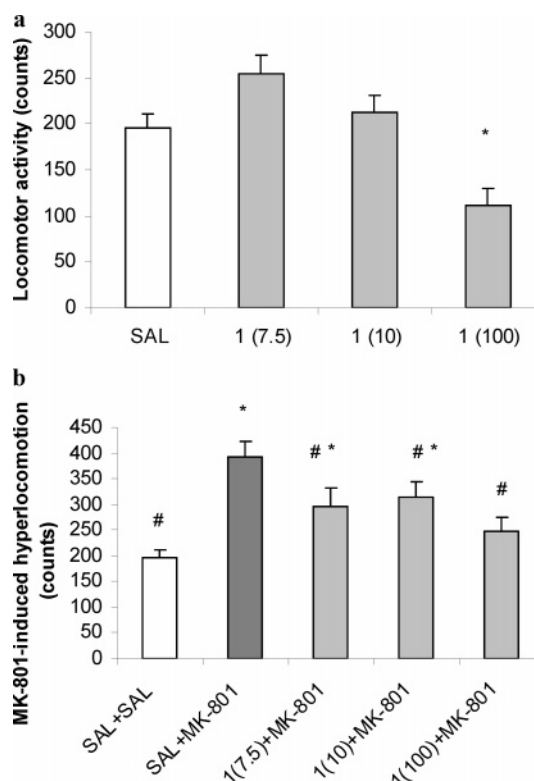 a
Locomotor activity (counts)
300
250
200
150
100
50
0
*
SAL
1 (7.5)
1 (10)
1 (100)
b
MK-801-induced hyperlocomotion
(counts)
450
400
350
300
250
200
150
100
50
0
#
*
# *
# *
#
SAL+SAL
SAL+MK-801
1(7.5)+MK-801
1(10)+MK-801
1(100)+MK-801